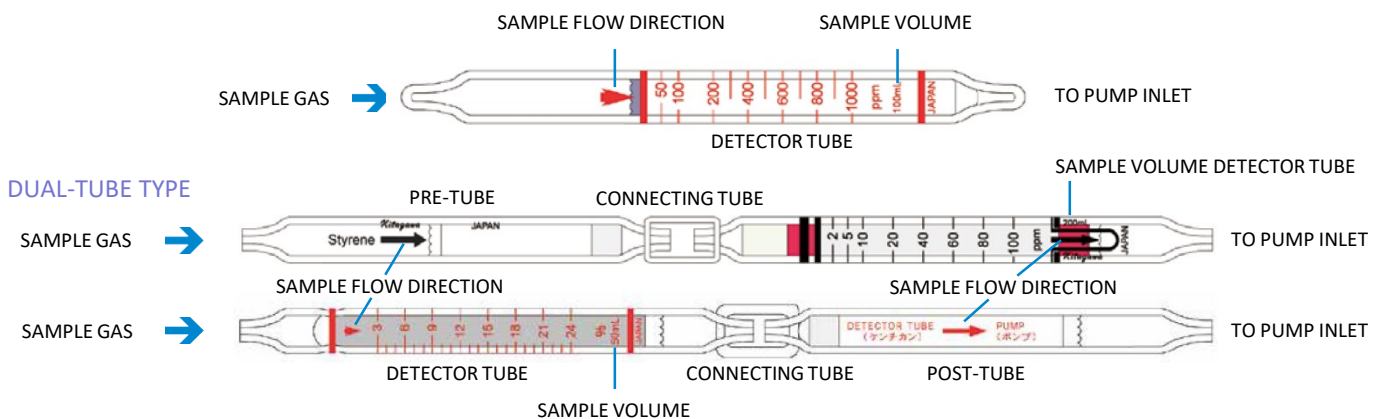 SAMPLE FLOW DIRECTION
SAMPLE VOLUME
SAMPLE GAS
50 100 200 400 600 800 1000 ppm 100mL JAPAN
TO PUMP INLET
DETECTOR TUBE
SAMPLE VOLUME DETECTOR TUBE
DUAL-TUBE TYPE
PRE-TUBE
CONNECTING TUBE
SAMPLE GAS
Kitagawa
JAPAN
Styrene
200mL
2 5 10 20 40 60 80 100 ppm
JAPAN
Kitagawa
TO PUMP INLET
SAMPLE FLOW DIRECTION
SAMPLE FLOW DIRECTION
SAMPLE GAS
3 6 9 12 15 18 21 24 % 50mL JAPAN
DETECTOR TUBE PUMP
(ケンチカン) (ポンプ)
TO PUMP INLET
DETECTOR TUBE
CONNECTING TUBE
POST-TUBE
SAMPLE VOLUME